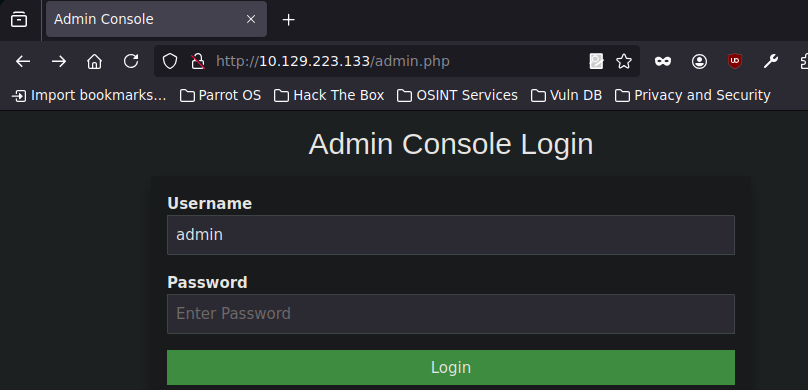 Admin Console
http://10.129.223.133/admin.php
Import bookmarks... Parrot OS Hack The Box OSINT Services Vuln DB Privacy and Security
Admin Console Login
Username
admin
Password
Enter Password
Login